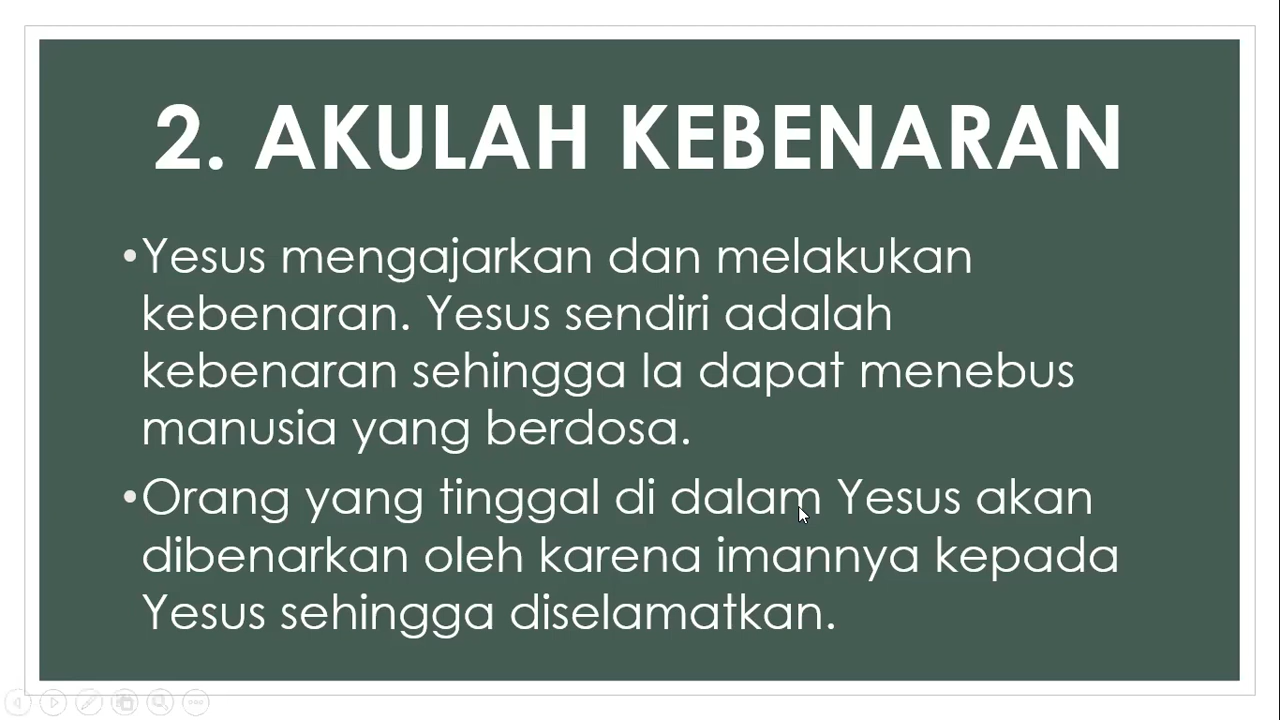 2. AKULAH KEBENARAN
•Yesus mengajarkan dan melakukan
kebenaran. Yesus sendiri adalah
kebenaran sehingga Ia dapat menebus
manusia yang berdosa.
•Orang yang tinggal di dalam Yesus akan
dibenarkan oleh karena imannya kepada
Yesus sehingga diselamatkan.